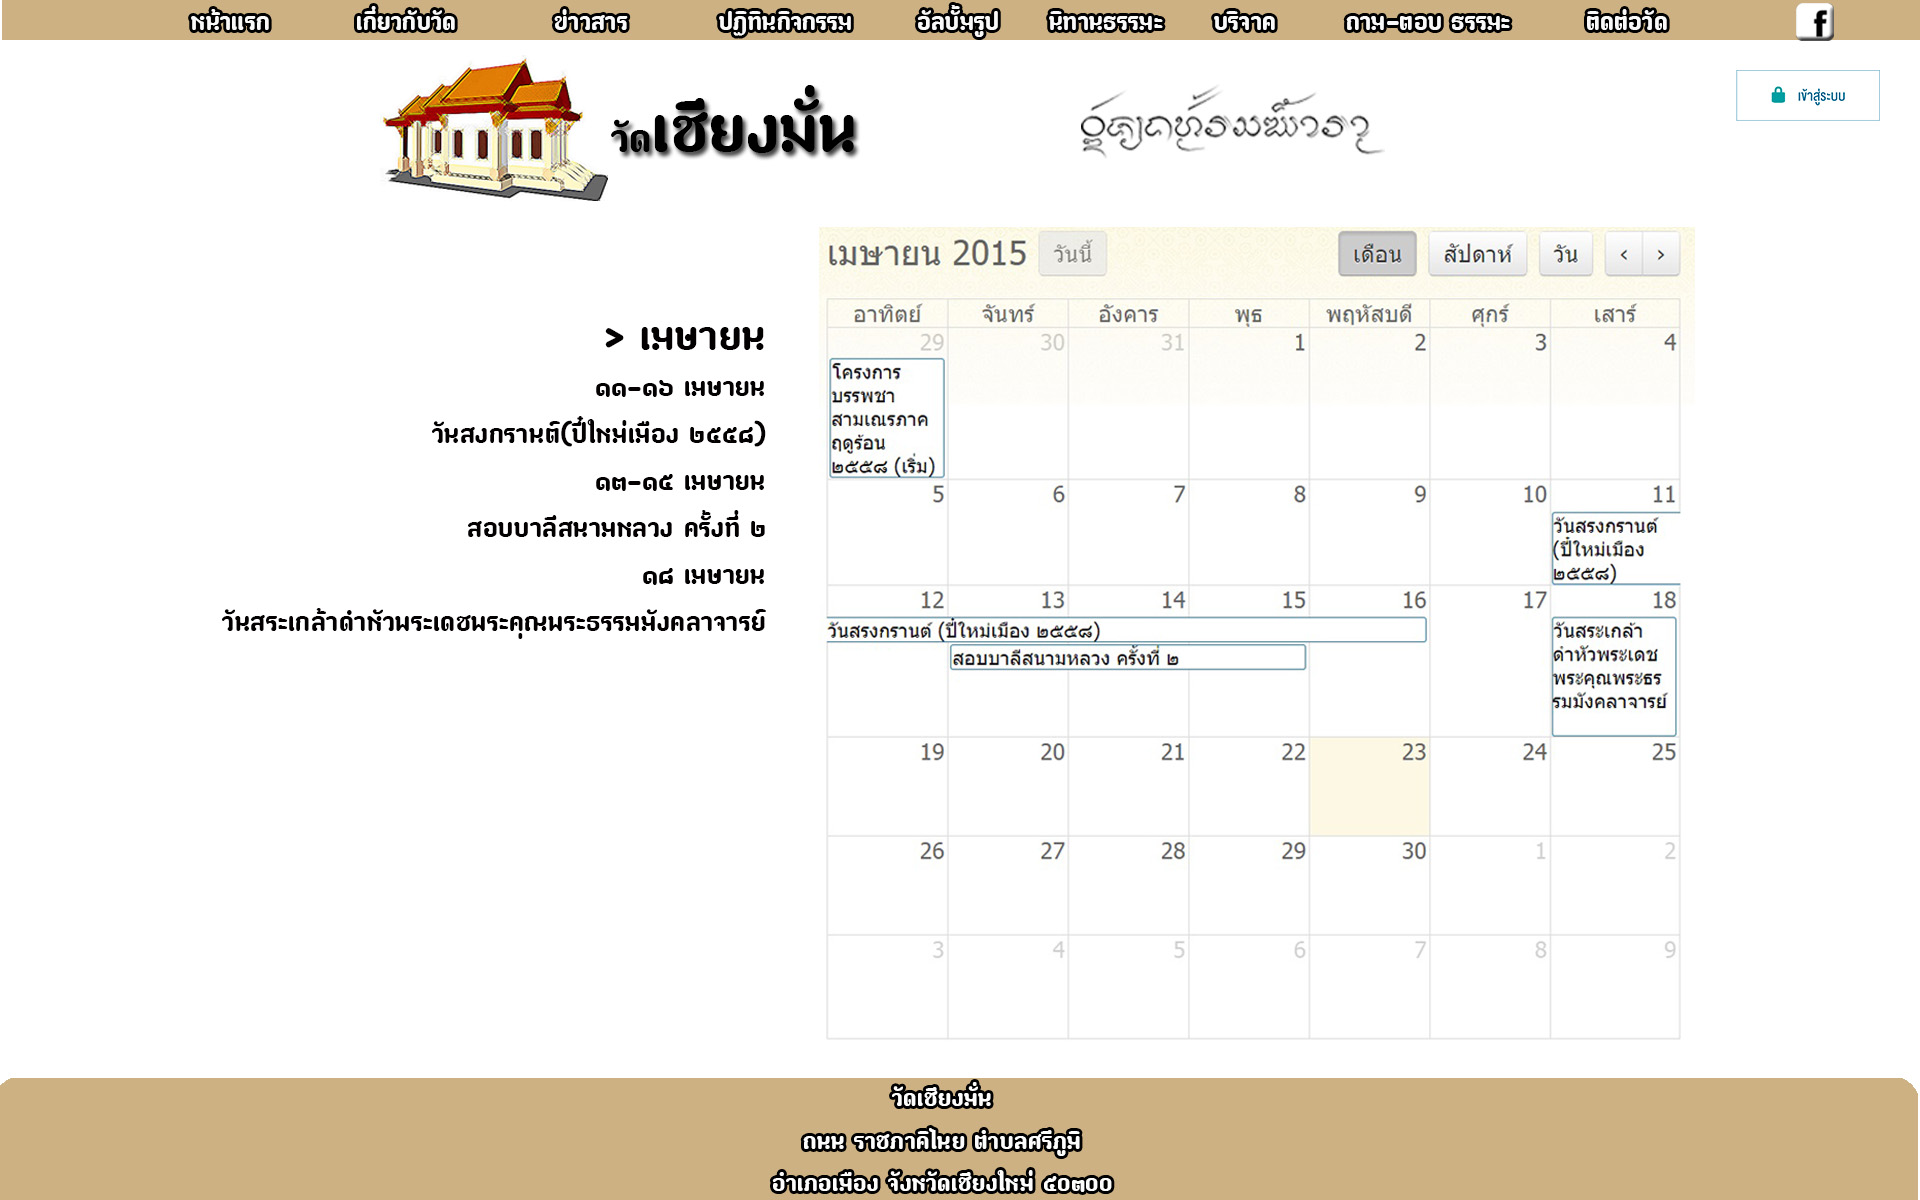 หน้าแรก เกี่ยวกับวัด ข่าวสาร ปฏิทินกิจกรรม อัลบั้มรูป นิทานธรรมะ บริจาค ถาม-ตอบ ธรรมะ ติดต่อวัด f
วัดเชียงมั่น
เข้าสู่ระบบ
> เมษายน
๑๑-๑๖ เมษายน
วันสงกรานต์(ปี๋ใหม่เมือง ๒๕๕๘)
๑๓-๑๕ เมษายน
สอบบาลีสนามหลวง ครั้งที่ ๒
๑๘ เมษายน
วันสระเกล้าดำหัวพระเดชพระคุณพระธรรมมังคลาจารย์
เมษายน 2015 วันนี้ เดือน สัปดาห์ วัน < >
อาทิตย์ จันทร์ อังคาร พุธ พฤหัสบดี ศุกร์ เสาร์
29 30 31 1 2 3 4
โครงการ
บรรพชา
สามเณรภาค
ฤดูร้อน
๒๕๕๘ (เริ่ม)
5 6 7 8 9 10 11
วันสรงกรานต์
(ปี๋ใหม่เมือง
๒๕๕๘)
12 13 14 15 16 17 18
วันสรงกรานต์ (ปี๋ใหม่เมือง ๒๕๕๘)
สอบบาลีสนามหลวง ครั้งที่ ๒
วันสระเกล้า
ดำหัวพระเดช
พระคุณพระธร
รมมังคลาจารย์
19 20 21 22 23 24 25
26 27 28 29 30 1 2
3 4 5 6 7 8 9
วัดเชียงมั่น
ถนน ราชภาคิไนย ตำบลศรีภูมิ
อำเภอเมือง จังหวัดเชียงใหม่ ๕๐๓๐๐